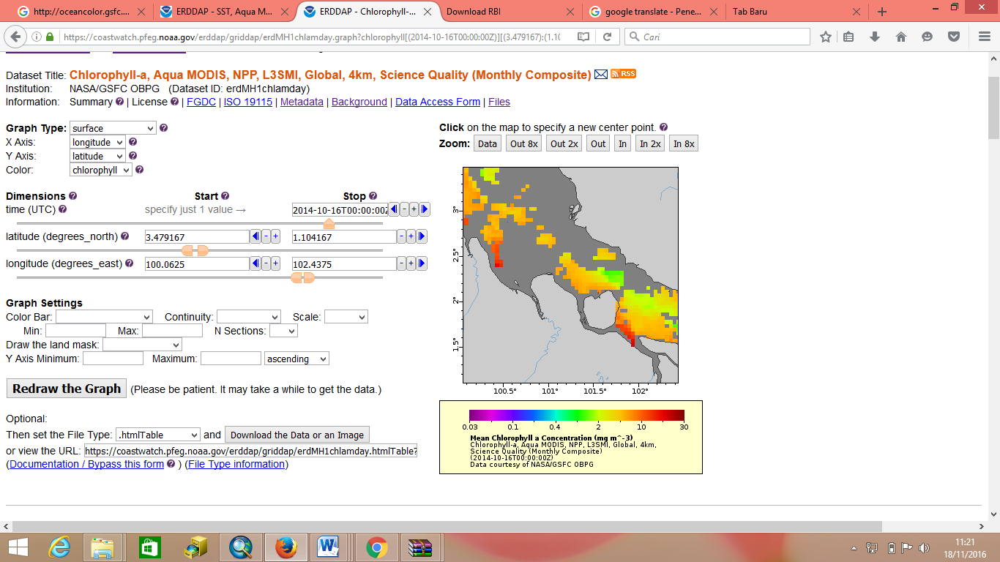 http://oceancolor.gsfc....
ERDDAP - SST, Aqua M...
ERDDAP - Chlorophyll-...
Download RBI
google translate - Pene...
Tab Baru
https://coastwatch.pfeg.noaa.gov/erddap/griddap/erdMH1chlamday.graph?chlorophyll[(2014-10-16T00:00:00Z)][(3.479167):(1.10
Cari
Dataset Title: Chlorophyll-a, Aqua MODIS, NPP, L3SMI, Global, 4km, Science Quality (Monthly Composite) RSS
Institution: NASA/GSFC OBPG (Dataset ID: erdMH1chlamday)
Information: Summary ? | License ? | FGDC | ISO 19115 | Metadata | Background | Data Access Form | Files
Graph Type: surface ?
X Axis: longitude ?
Y Axis: latitude ?
Color: chlorophyll ?
Dimensions ? Start ? Stop ?
time (UTC) ? specify just 1 value → 2014-10-16T00:00:00Z - +
latitude (degrees_north) ? 3.479167 - + 1.104167 - +
longitude (degrees_east) ? 100.0625 - + 102.4375 - +
Graph Settings
Color Bar: Continuity: Scale:
Min: Max: N Sections:
Draw the land mask:
Y Axis Minimum: Maximum: ascending
Redraw the Graph (Please be patient. It may take a while to get the data.)
Optional:
Then set the File Type: .htmlTable and Download the Data or an Image
or view the URL: https://coastwatch.pfeg.noaa.gov/erddap/griddap/erdMH1chlamday.htmlTable?
(Documentation / Bypass this form ? ) (File Type information)
Click on the map to specify a new center point. ?
Zoom: Data Out 8x Out 2x Out In In 2x In 8x
3°
2.5°
2°
1.5°
100.5° 101° 101.5° 102°
0.03 0.1 0.4 2 10 30
Mean Chlorophyll a Concentration (mg m^-3)
Chlorophyll-a, Aqua MODIS, NPP, L3SMI, Global, 4km,
Science Quality (Monthly Composite)
(2014-10-16T00:00:00Z)
Data courtesy of NASA/GSFC OBPG
11:21
18/11/2016